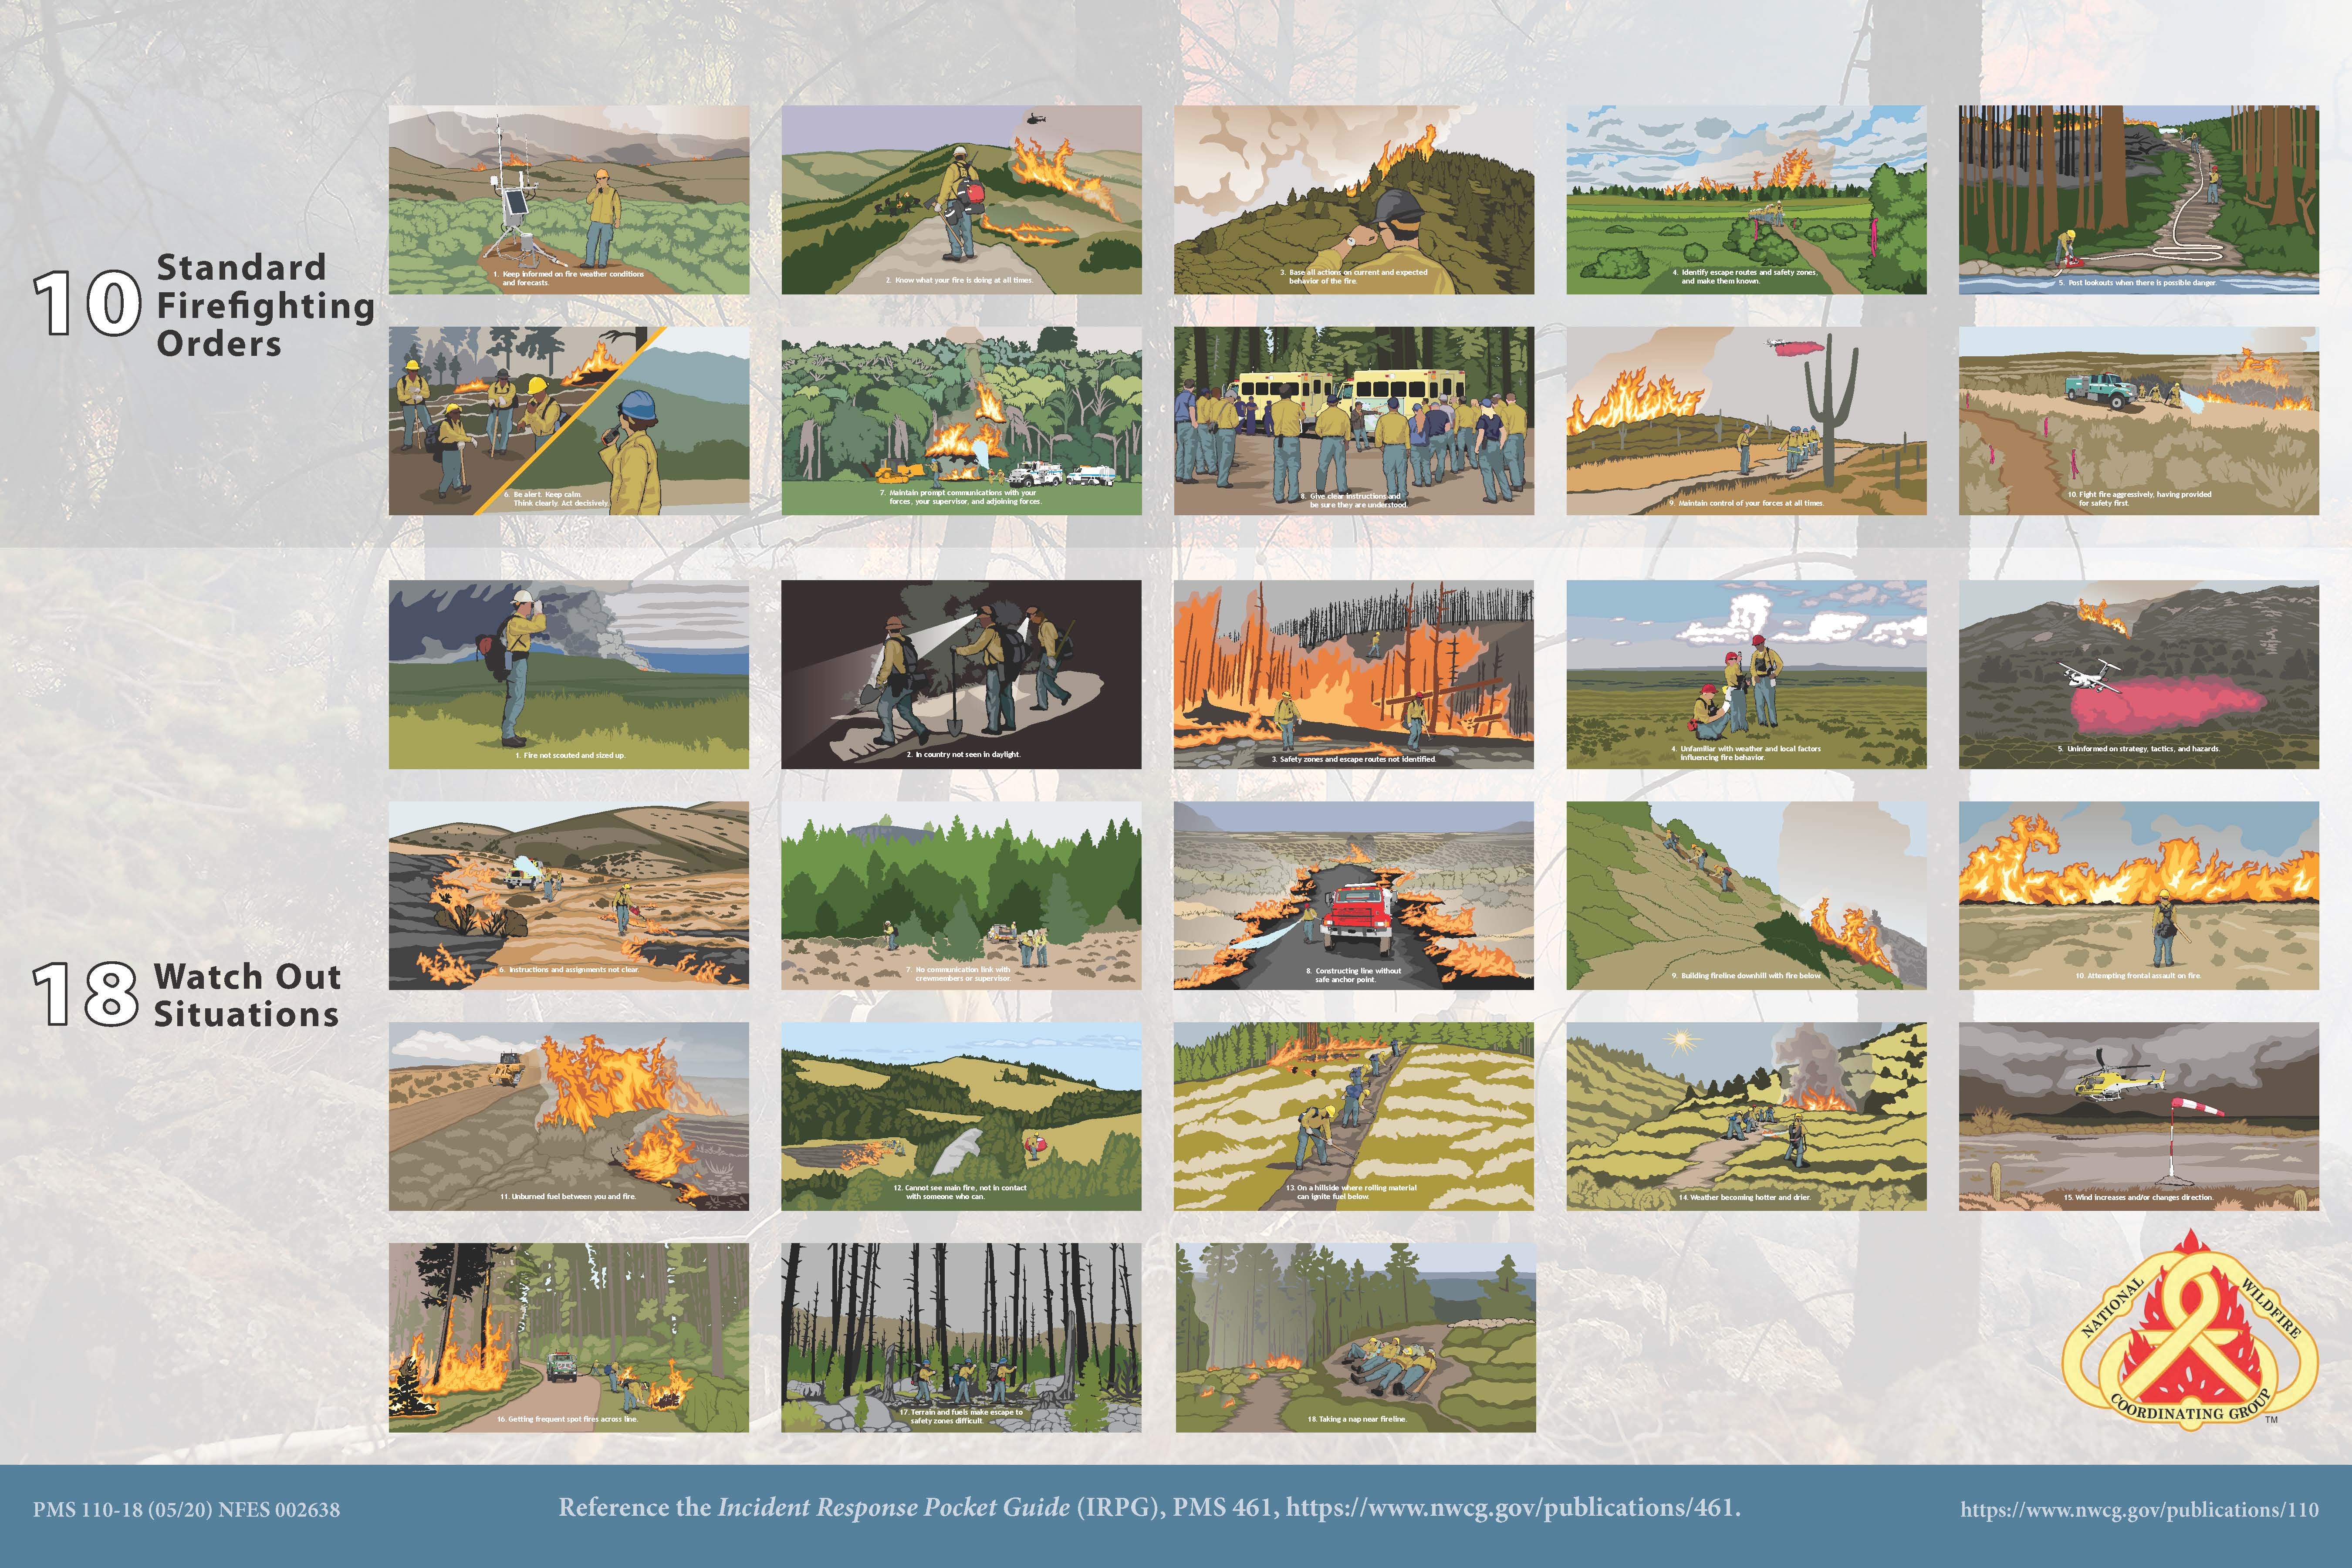 10
Standard
Firefighting
Orders
1. Keep informed on fire weather conditions
and forecasts.
2. Know what your fire is doing at all times.
3. Base all actions on current and expected
behavior of the fire.
4. Identify escape routes and safety zones,
and make them known.
5. Post lookouts when there is possible danger.
6. Be alert. Keep calm.
Think clearly. Act decisively.
7. Maintain prompt communications with your
forces, your supervisor, and adjoining forces.
8. Give clear instructions and
be sure they are understood.
9. Maintain control of your forces at all times.
10. Fight fire aggressively, having provided
for safety first.
18
Watch Out
Situations
1. Fire not scouted and sized up.
2. In country not seen in daylight.
3. Safety zones and escape routes not identified.
4. Unfamiliar with weather and local factors
influencing fire behavior.
5. Uninformed on strategy, tactics, and hazards.
6. Instructions and assignments not clear.
7. No communication link with
crewmembers or supervisor.
8. Constructing line without
safe anchor point.
9. Building fireline downhill with fire below.
10. Attempting frontal assault on fire.
11. Unburned fuel between you and fire.
12. Cannot see main fire, not in contact
with someone who can.
13. On a hillside where rolling material
can ignite fuel below.
14. Weather becoming hotter and drier.
15. Wind increases and/or changes direction.
16. Getting frequent spot fires across line.
17. Terrain and fuels make escape to
safety zones difficult.
18. Taking a nap near fireline.
NATIONAL WILDFIRE
COORDINATING GROUP
TM
PMS 110-18 (05/20) NFES 002638
Reference the Incident Response Pocket Guide (IRPG), PMS 461, https://www.nwcg.gov/publications/461.
https://www.nwcg.gov/publications/110